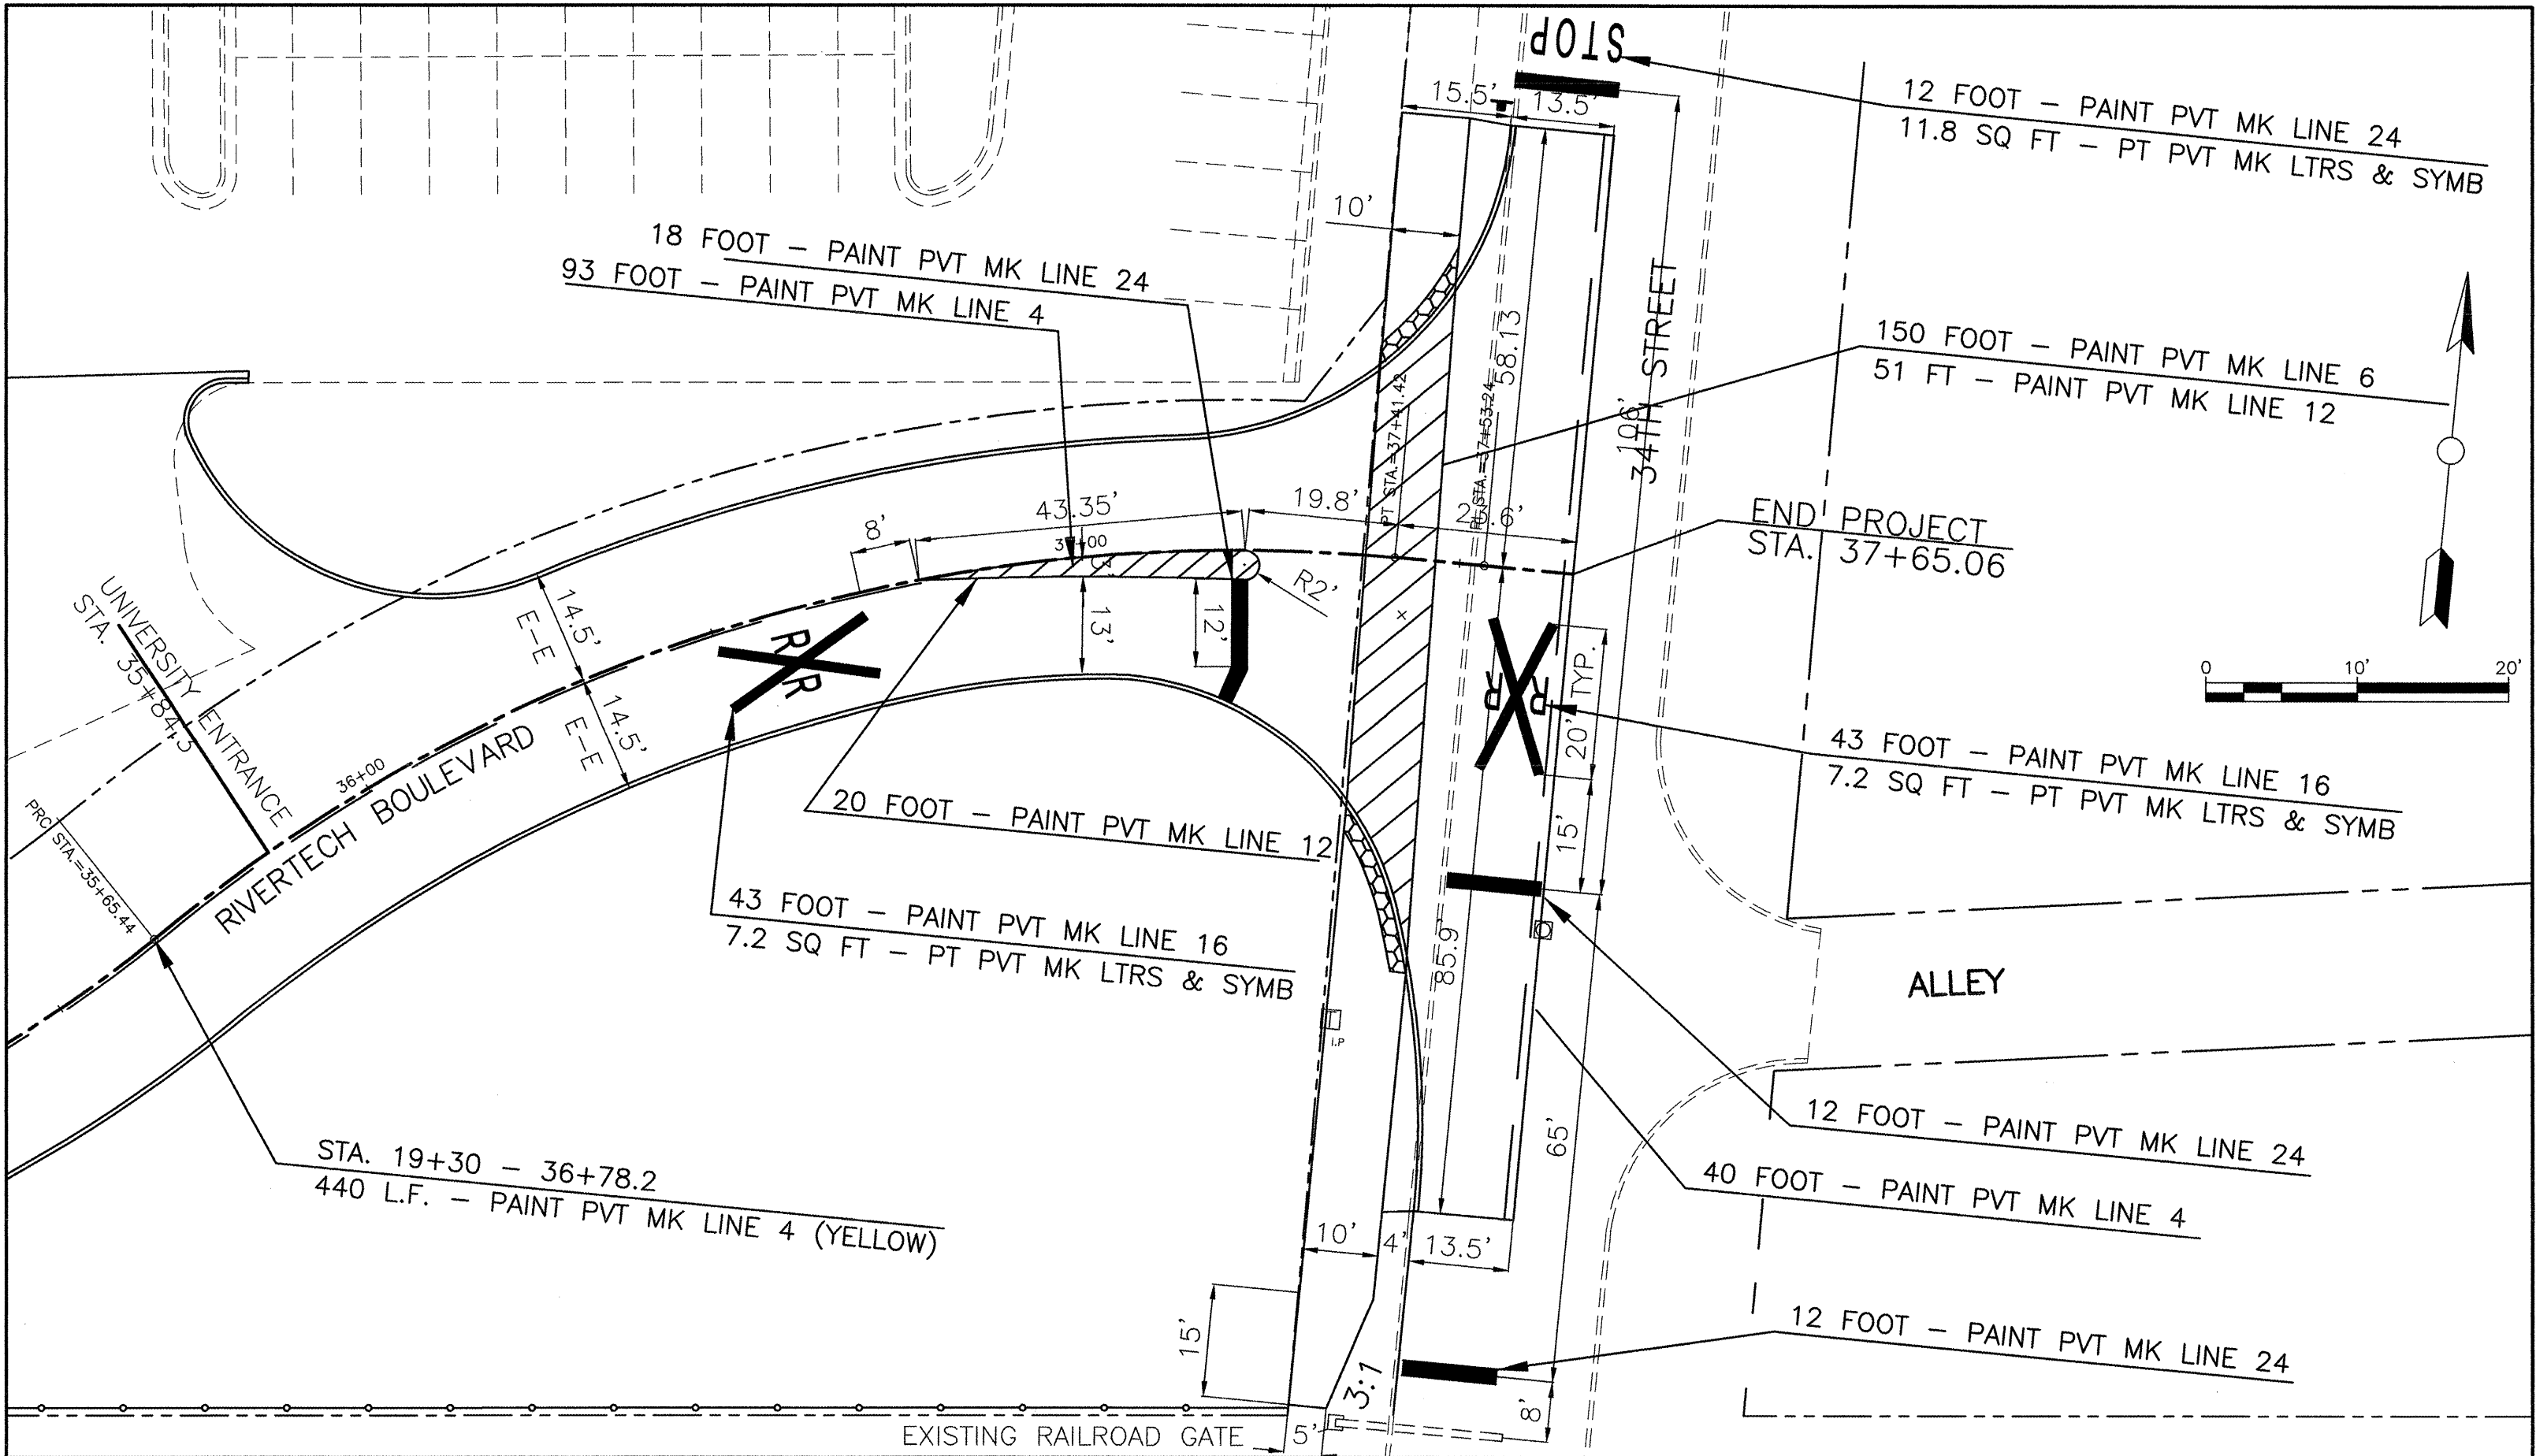 STOP
15.5'
13.5'
12 FOOT - PAINT PVT MK LINE 24
11.8 SQ FT - PT PVT MK LTRS & SYMB
10'
18 FOOT - PAINT PVT MK LINE 24
93 FOOT - PAINT PVT MK LINE 4
58.13
34TH STREET
106'
150 FOOT - PAINT PVT MK LINE 6
51 FT - PAINT PVT MK LINE 12
PT STA.=37+41.42
STA.=37+53.24
43.35'
19.8'
8'
3'
R2'
END PROJECT
STA. 37+65.06
0 10' 20'
UNIVERSITY ENTRANCE
STA. 35+84.5
14.5'
E-E
14.5'
E-E
13'
12'
R R
R R
20' TYP.
15'
43 FOOT - PAINT PVT MK LINE 16
7.2 SQ FT - PT PVT MK LTRS & SYMB
36+00
RIVERTECH BOULEVARD
PRC STA.=35+65.44
20 FOOT - PAINT PVT MK LINE 12
43 FOOT - PAINT PVT MK LINE 16
7.2 SQ FT - PT PVT MK LTRS & SYMB
85.9'
ALLEY
I.P
12 FOOT - PAINT PVT MK LINE 24
65'
40 FOOT - PAINT PVT MK LINE 4
STA. 19+30 - 36+78.2
440 L.F. - PAINT PVT MK LINE 4 (YELLOW)
10'
4'
13.5'
15'
12 FOOT - PAINT PVT MK LINE 24
3:1
8'
EXISTING RAILROAD GATE
5'